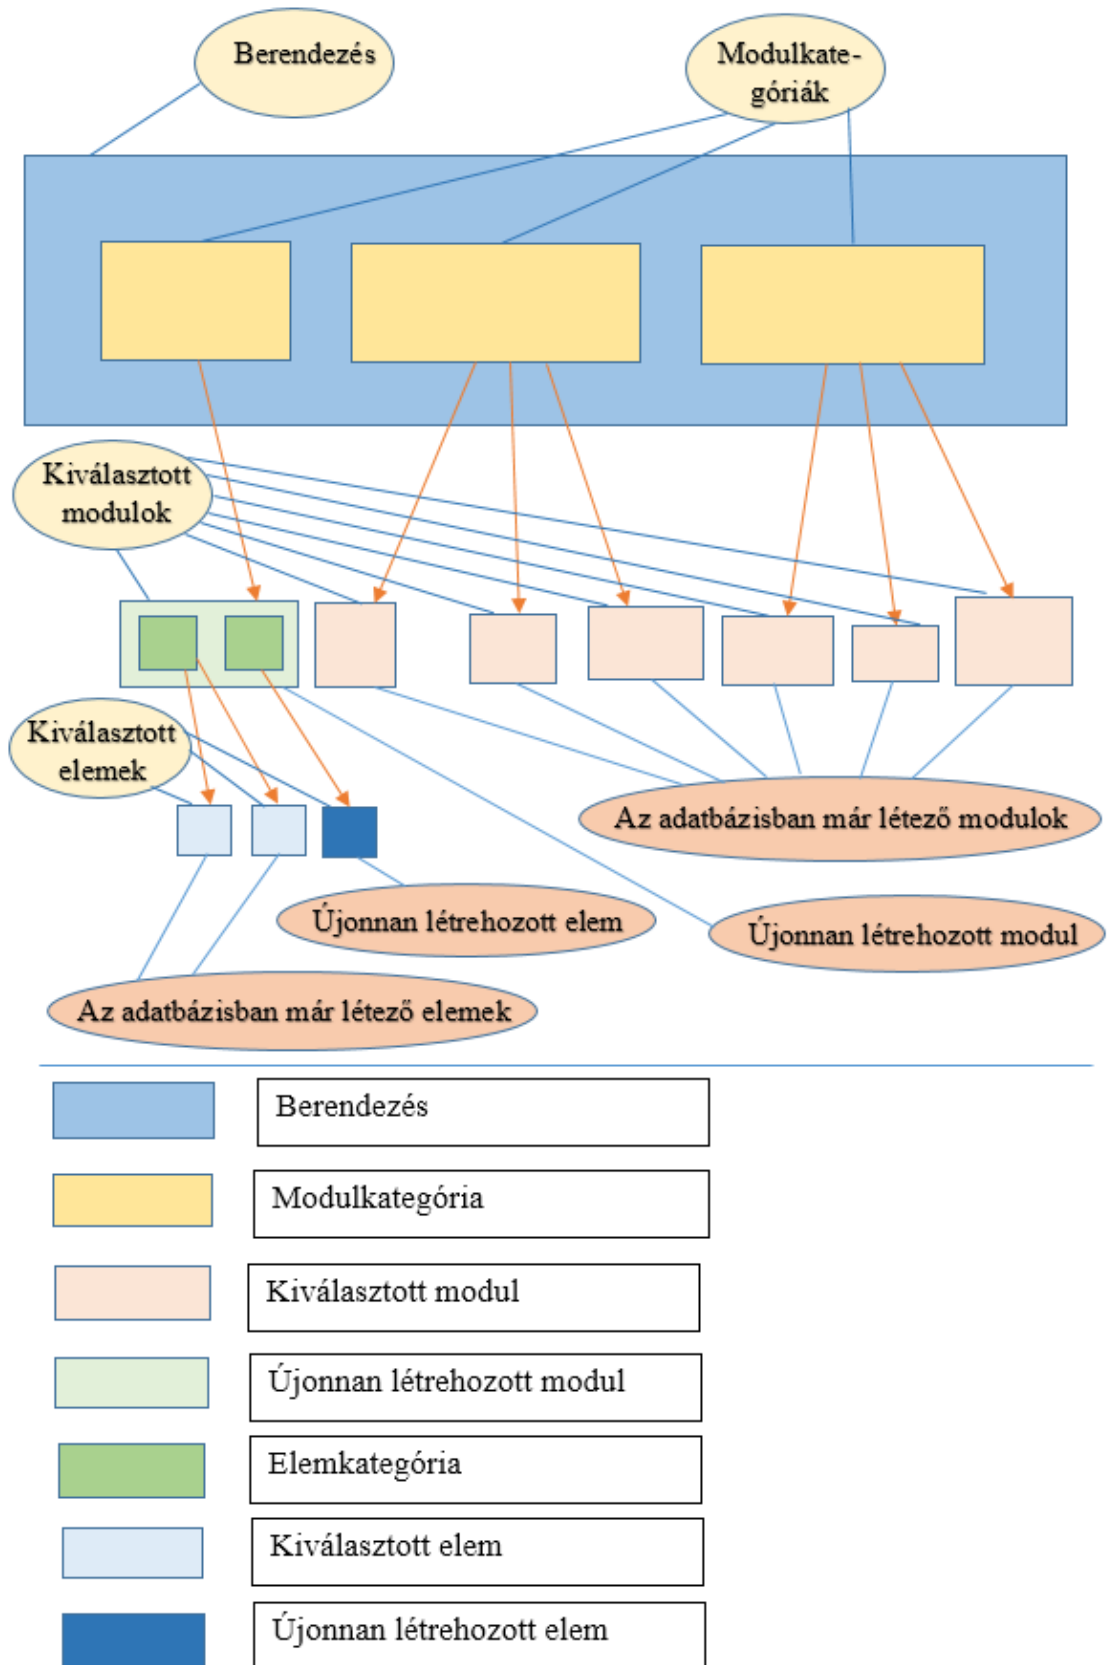 Berendezés
Modulkate-
góriák
Kiválasztott
modulok
Kiválasztott
elemek
Az adatbázisban már létező modulok
Újonnan létrehozott elem
Újonnan létrehozott modul
Az adatbázisban már létező elemek
Berendezés
Modulkategória
Kiválasztott modul
Újonnan létrehozott modul
Elemkategória
Kiválasztott elem
Újonnan létrehozott elem